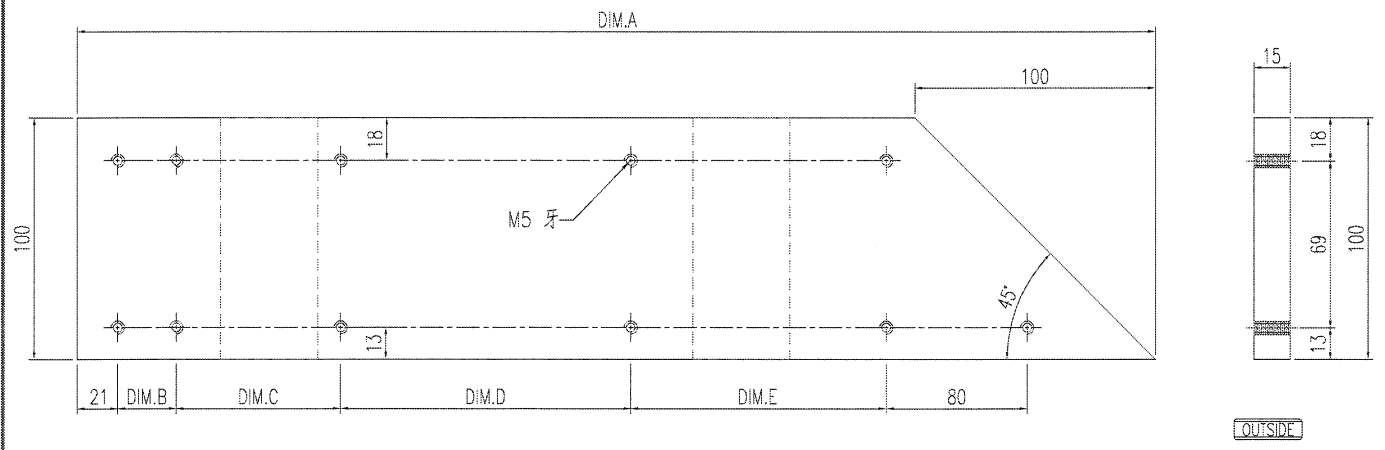 DIM.A
100
15
18
M5 牙
100
45°
13
21
DIM.B
DIM.C
DIM.D
DIM.E
80
18
69
100
13
OUTSIDE